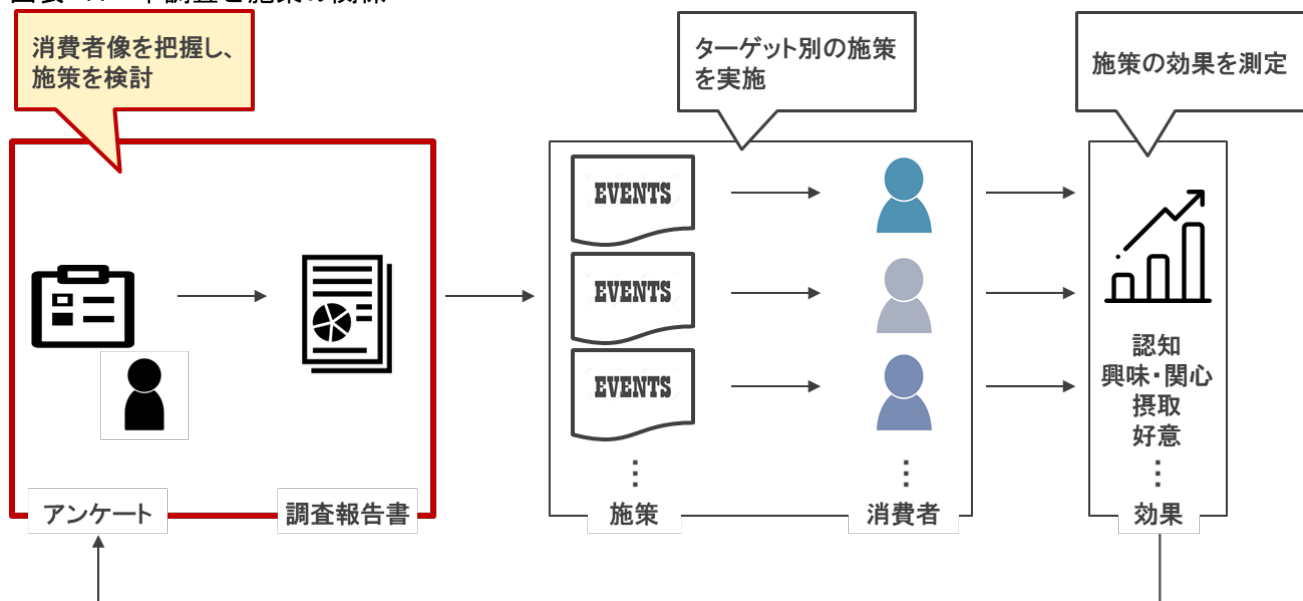 消費者像を把握し、
施策を検討
ターゲット別の施策
を実施
施策の効果を測定
EVENTS
EVENTS
EVENTS
認知
興味・関心
摂取
好意
⋮
⋮
⋮
アンケート
調査報告書
施策
消費者
効果